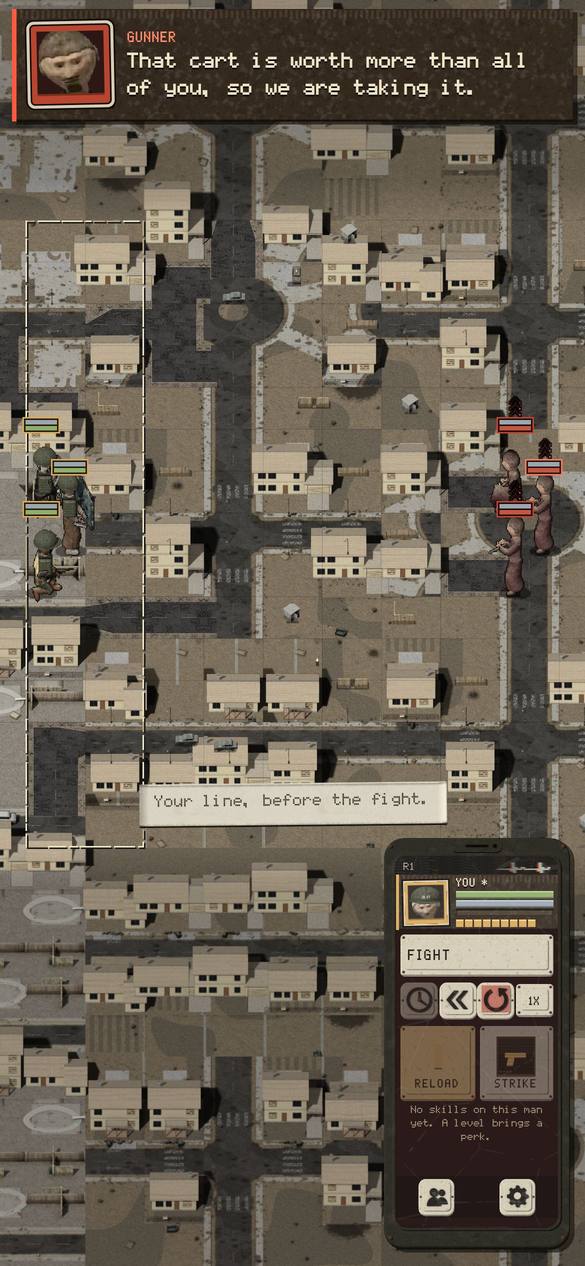 GUNNER
That cart is worth more than all
of you, so we are taking it.
Your line, before the fight.
R1
YOU *
FIGHT
1X
RELOAD
STRIKE
No skills on this man
yet. A level brings a
perk.